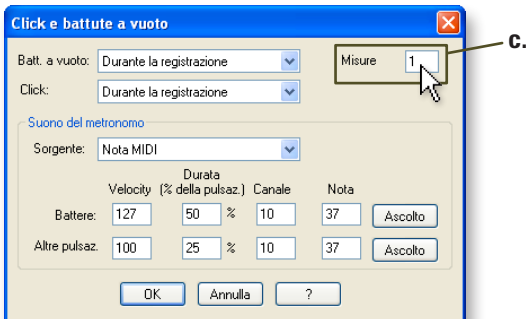 Click e battute a vuoto
Batt. a vuoto: Durante la registrazione Misure 1 C.
Click: Durante la registrazione
Suono del metronomo
Sorgente: Nota MIDI
Durata
Velocity (% della pulsaz.) Canale Nota
Battere: 127 50 % 10 37 Ascolto
Altre pulsaz. 100 25 % 10 37 Ascolto
OK Annulla ?